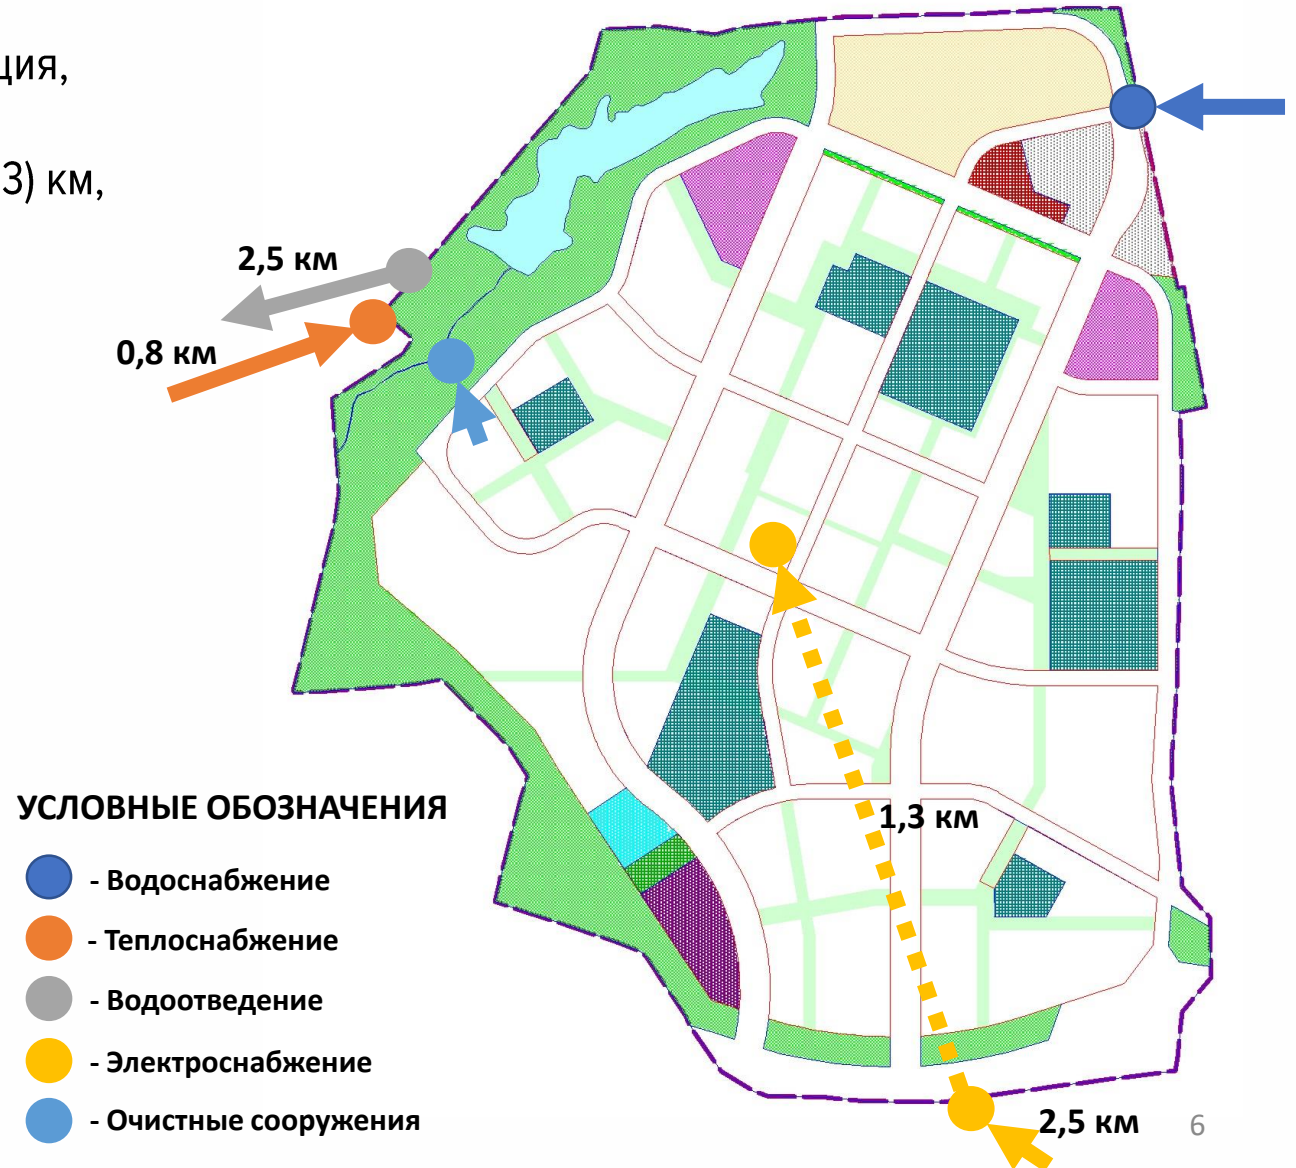 ция,
3) км,
2,5 км
0,8 км
1,3 км
УСЛОВНЫЕ ОБОЗНАЧЕНИЯ
- Водоснабжение
- Теплоснабжение
- Водоотведение
- Электроснабжение
- Очистные сооружения
2,5 км
6